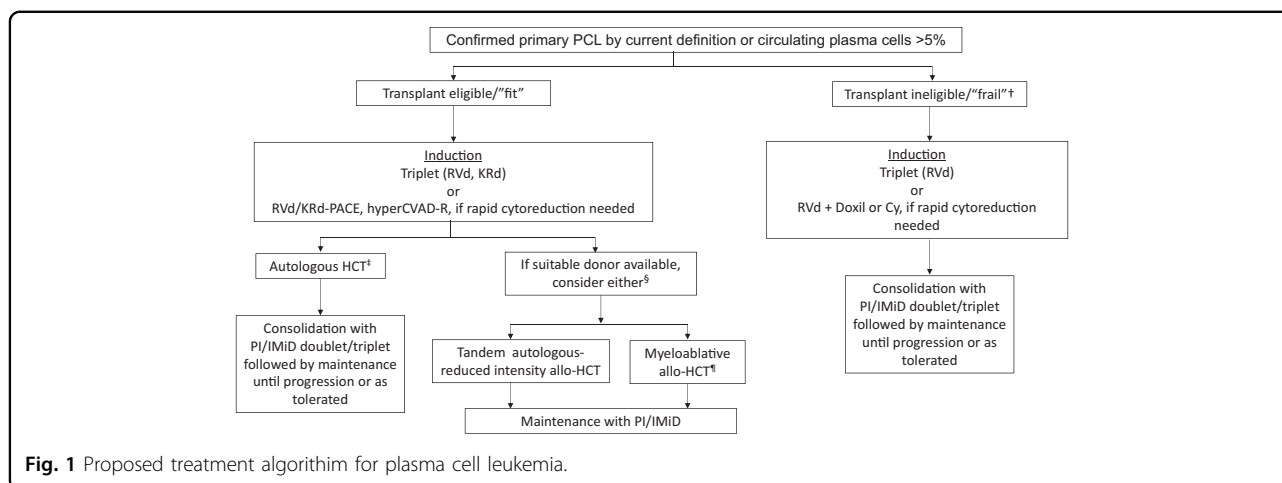 Confirmed primary PCL by current definition or circulating plasma cells >5%
Transplant eligible/”fit”
Transplant ineligible/“frail”†
Induction
Triplet (RVd, KRd)
or
RVd/KRd-PACE, hyperCVAD-R, if rapid cytoreduction needed
Induction
Triplet (RVd)
or
RVd + Doxil or Cy, if rapid cytoreduction
needed
Autologous HCT‡
If suitable donor available,
consider either§
Consolidation with
PI/IMiD doublet/triplet
followed by maintenance
until progression or as
tolerated
Tandem autologous-
reduced intensity allo-HCT
Myeloablative
allo-HCT¶
Maintenance with PI/IMiD
Consolidation with
PI/IMiD doublet/triplet
followed by maintenance
until progression or as
tolerated
Fig. 1 Proposed treatment algorithim for plasma cell leukemia.